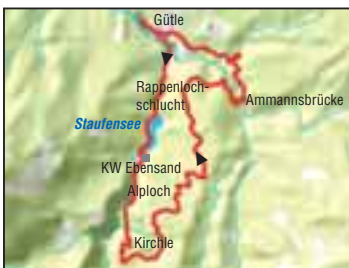 Gütle
Rappenloch-
schlucht
Ammannsbrücke
Staufensee
KW Ebensand
Alploch
Kirchle